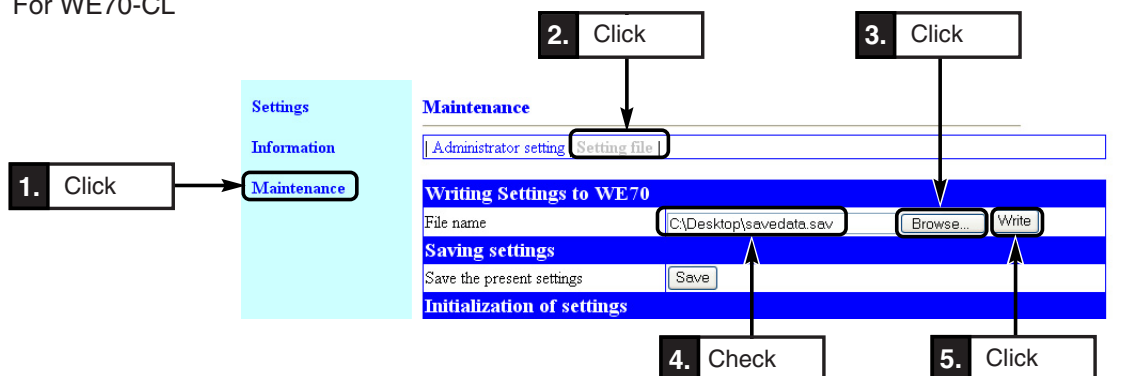 For WE70-CL
2. Click
3. Click
Settings
Maintenance
Information
| Administrator setting | Setting file |
1. Click
Maintenance
Writing Settings to WE70
File name
C:\Desktop\savedata.sav
Browse...
Write
Saving settings
Save the present settings
Save
Initialization of settings
4. Check
5. Click